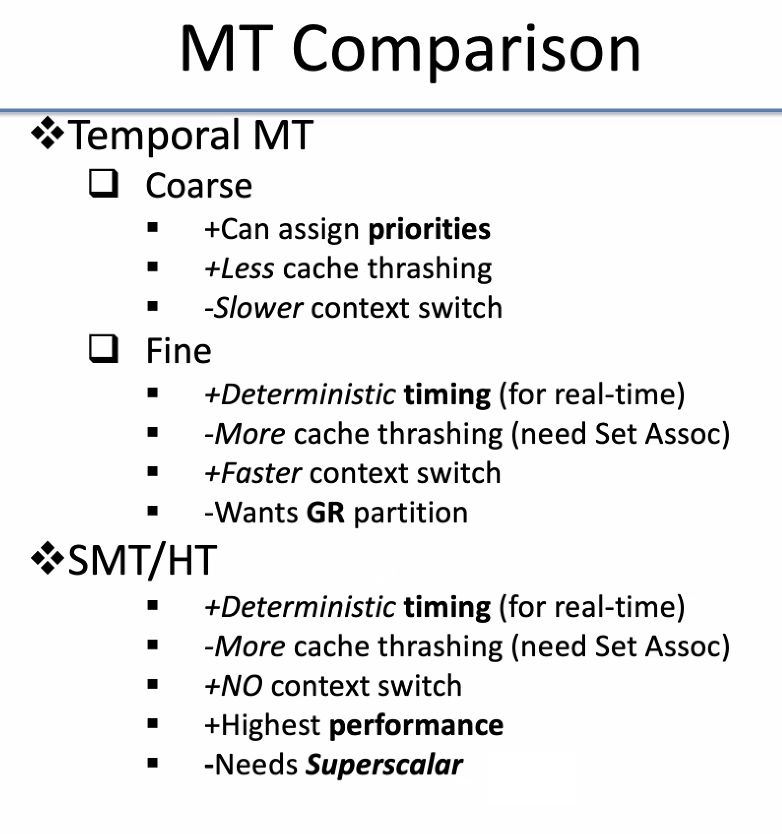 MT Comparison
Temporal MT
Coarse
+Can assign priorities
+Less cache thrashing
-Slower context switch
Fine
+Deterministic timing (for real-time)
-More cache thrashing (need Set Assoc)
+Faster context switch
-Wants GR partition
SMT/HT
+Deterministic timing (for real-time)
-More cache thrashing (need Set Assoc)
+NO context switch
+Highest performance
-Needs Superscalar